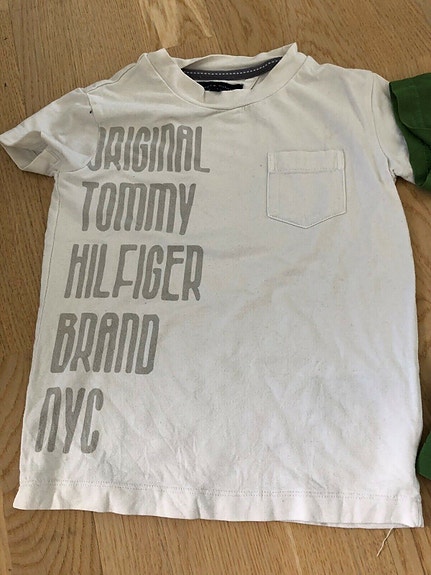 ORIGINAL
TOMMY
HILFIGER
BRAND
NYC